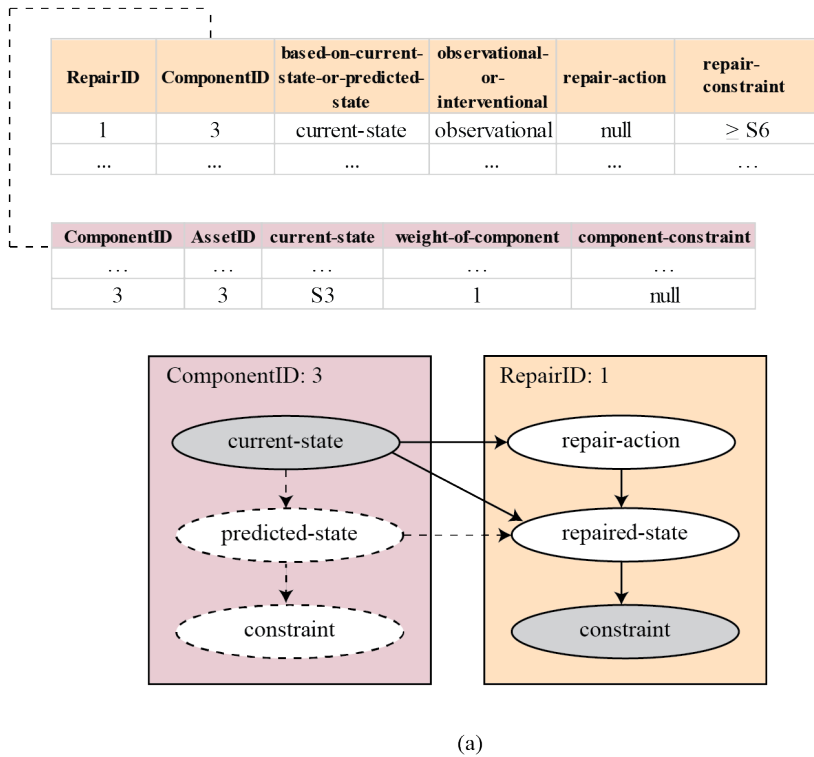 RepairID ComponentID based-on-current-state-or-predicted-state observational-or-interventional repair-action repair-constraint
1 3 current-state observational null ≥ S6
... ... ... ... ... ...
ComponentID AssetID current-state weight-of-component component-constraint
... ... ... ... ...
3 3 S3 1 null
ComponentID: 3 RepairID: 1
current-state repair-action
predicted-state repaired-state
constraint constraint
(a)